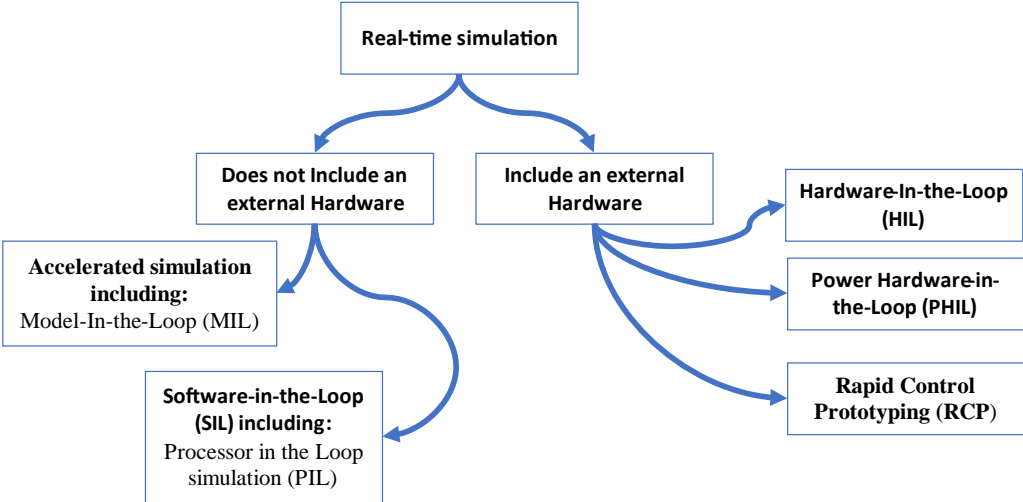 Real-time simulation
Does not Include an
external Hardware
Include an external
Hardware
Hardware-In-the-Loop
(HIL)
Accelerated simulation
including:
Model-In-the-Loop (MIL)
Power Hardware-in-
the-Loop (PHIL)
Software-in-the-Loop
(SIL) including:
Processor in the Loop
simulation (PIL)
Rapid Control
Prototyping (RCP)